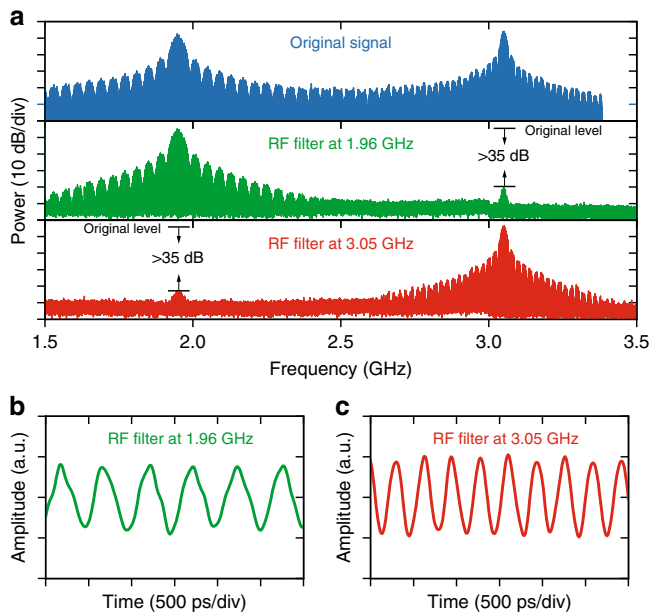 a
Power (10 dB/div)
Original signal
RF filter at 1.96 GHz
Original level
>35 dB
Original level
RF filter at 3.05 GHz
>35 dB
1.5
2.0
2.5
3.0
3.5
Frequency (GHz)
b
Amplitude (a.u.)
RF filter at 1.96 GHz
Time (500 ps/div)
c
Amplitude (a.u.)
RF filter at 3.05 GHz
Time (500 ps/div)